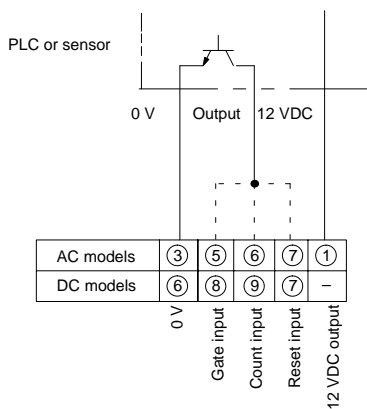 PLC or sensor
0 V Output 12 VDC
AC models 3 5 6 7 1
DC models 6 8 9 7 –
0 V
Gate input
Count input
Reset input
12 VDC output